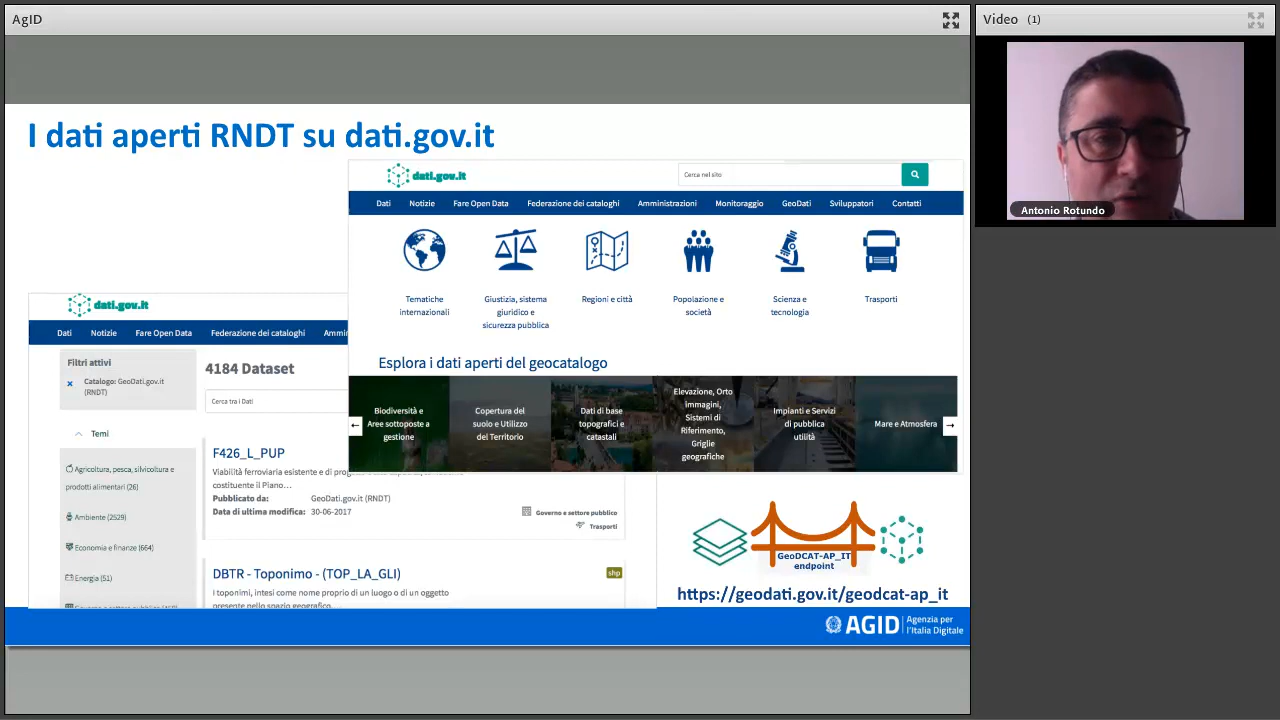 AgID
Video (1)
Antonio Rotundo
I dati aperti RNDT su dati.gov.it
dati.gov.it
Cerca nel sito
Dati Notizie Fare Open Data Federazione dei cataloghi Amministrazioni Monitoraggio GeoDati Sviluppatori Contatti
Tematiche
internazionali
Giustizia, sistema
giuridico e
sicurezza pubblica
Regioni e città
Popolazione e
società
Scienza e
tecnologia
Trasporti
Esplora i dati aperti del geocatalogo
Biodiversità e
Aree sottoposte a
gestione
Copertura del
suolo e Utilizzo
del Territorio
Dati di base
topografici e
catastali
Elevazione, Orto
immagini,
Sistemi di
Riferimento,
Griglie
geografiche
Impianti e Servizi
di pubblica
utilità
Mare e Atmosfera
dati.gov.it
Dati Notizie Fare Open Data Federazione dei cataloghi
Filtri attivi
Catalogo: GeoDati.gov.it
(RNDT)
Temi
Agricoltura, pesca, silvicoltura e
prodotti alimentari (26)
Ambiente (2529)
Economia e finanze (664)
Energia (51)
4184 Dataset
Cerca tra i Dati
F426_L_PUP
Viabilità ferroviaria esistente e di
costituiente il Piano...
Pubblicato da: GeoDati.gov.it (RNDT)
Data di ultima modifica: 30-06-2017
Governo e settore pubblico
Trasporti
DBTR - Toponimo - (TOP_LA_GLI)
shp
I toponimi, intesi come nome proprio di un luogo o di un oggetto
presente nello spazio geografico...
GeoDCAT-AP_IT
endpoint
https://geodati.gov.it/geodcat-ap_it
AGID
Agenzia per
l'Italia Digitale